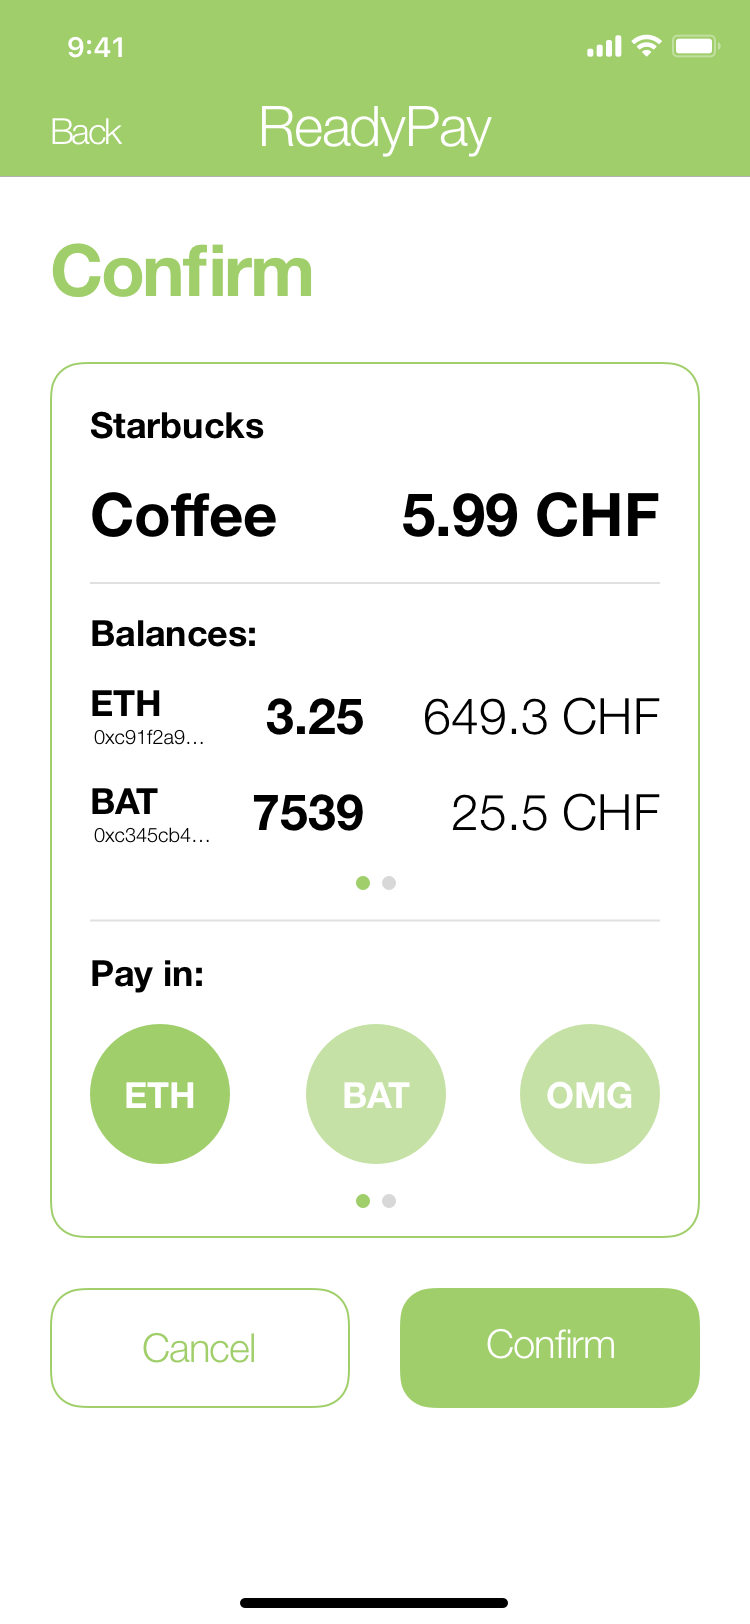 9:41
Back
ReadyPay
Confirm
Starbucks
Coffee 5.99 CHF
Balances:
ETH 3.25 649.3 CHF
0xc91f2a9...
BAT 7539 25.5 CHF
0xc345cb4...
Pay in:
ETH BAT OMG
Cancel Confirm